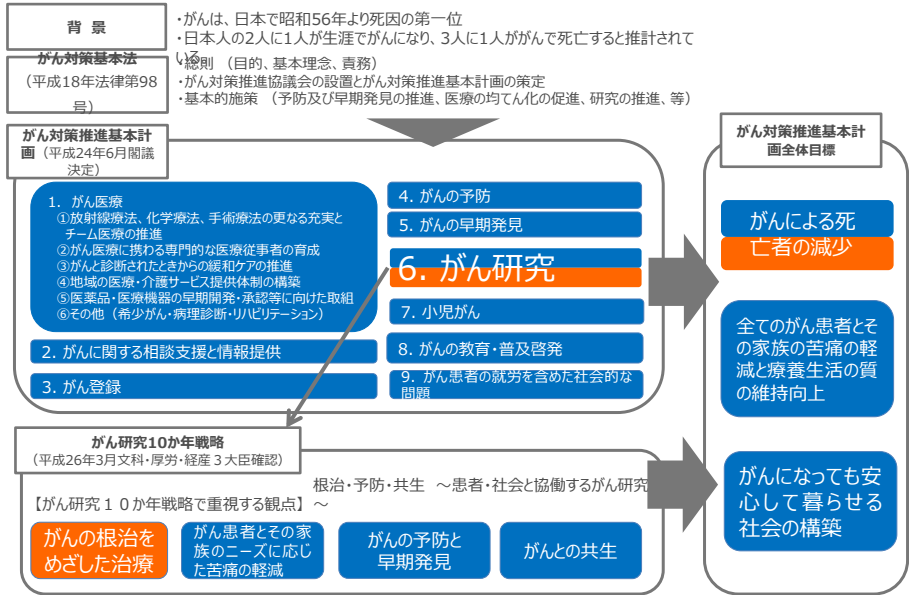 背 景
・がんは、日本で昭和56年より死因の第一位
・日本人の2人に1人が生涯でがんになり、3人に1人ががんで死亡すると推計されて
いる
がん対策基本法
（平成18年法律第98
号）
・総則 （目的、基本理念、責務）
・がん対策推進協議会の設置とがん対策推進基本計画の策定
・基本的施策 （予防及び早期発見の推進、医療の均てん化の促進、研究の推進、等）
がん対策推進基本計
画（平成24年6月閣議
決定）
1. がん医療
①放射線療法、化学療法、手術療法の更なる充実と
チーム医療の推進
②がん医療に携わる専門的な医療従事者の育成
③がんと診断されたときからの緩和ケアの推進
④地域の医療・介護サービス提供体制の構築
⑤医薬品・医療機器の早期開発・承認等に向けた取組
⑥その他（希少がん・病理診断・リハビリテーション）
2. がんに関する相談支援と情報提供
3. がん登録
4. がんの予防
5. がんの早期発見
6. がん研究
7. 小児がん
8. がんの教育・普及啓発
9. がん患者の就労を含めた社会的な
問題
がん対策推進基本計
画全体目標
がんによる死
亡者の減少
全てのがん患者とそ
の家族の苦痛の軽
減と療養生活の質
の維持向上
がんになっても安
心して暮らせる
社会の構築
がん研究10か年戦略
（平成26年3月文科・厚労・経産３大臣確認）
根治・予防・共生 ～患者・社会と協働するがん研究
～
【がん研究１０か年戦略で重視する観点】
がんの根治を
めざした治療
がん患者とその家
族のニーズに応じ
た苦痛の軽減
がんの予防と
早期発見
がんとの共生